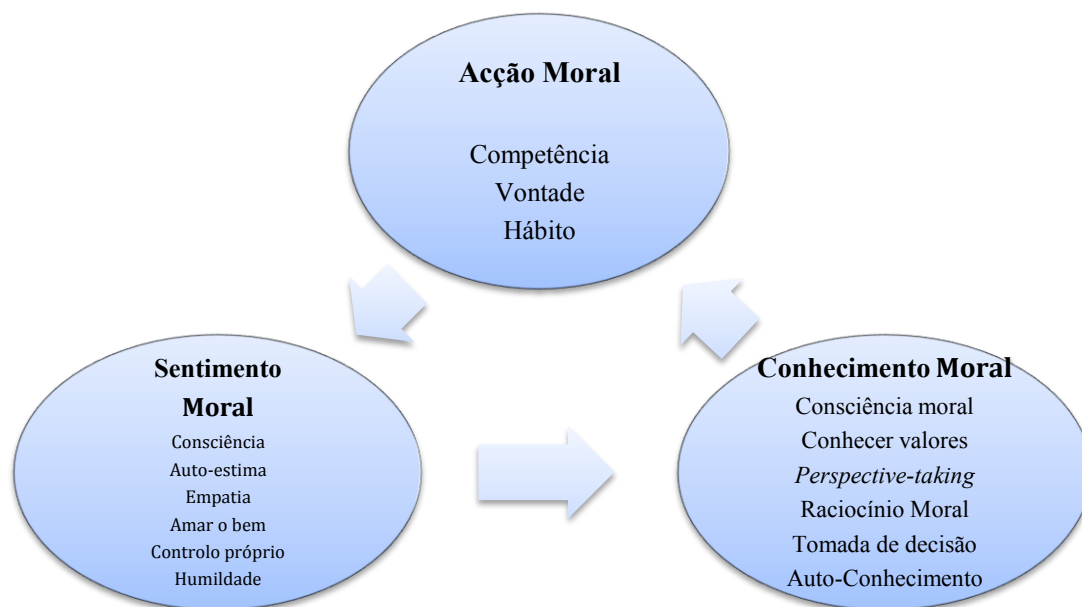 Acção Moral
Competência
Vontade
Hábito
Sentimento
Moral
Consciência
Auto-estima
Empatia
Amar o bem
Controlo próprio
Humildade
Conhecimento Moral
Consciência moral
Conhecer valores
Perspective-taking
Raciocínio Moral
Tomada de decisão
Auto-Conhecimento